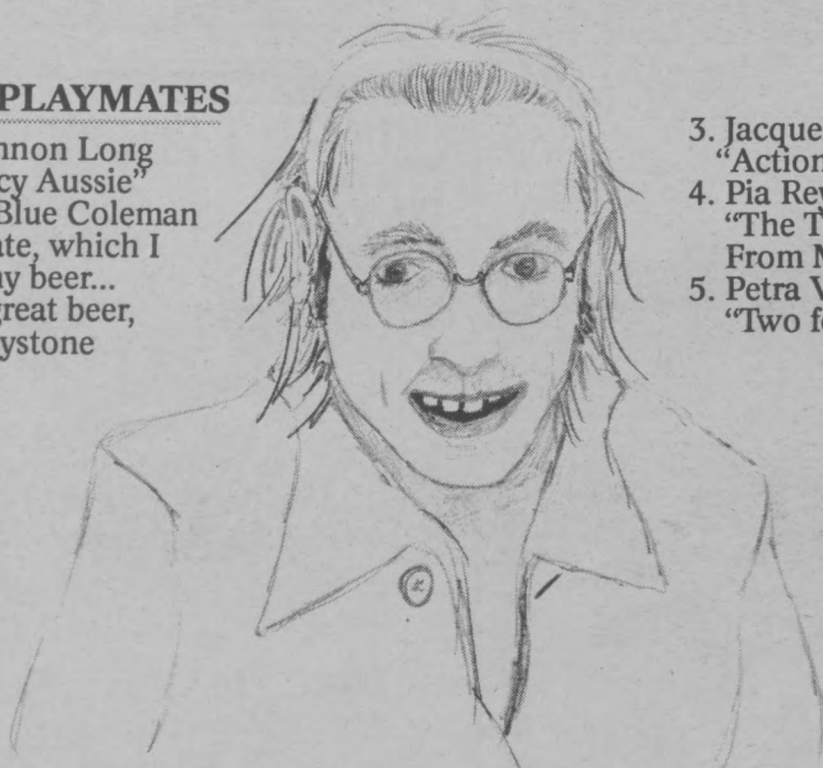 PLAYMATES
nnon Long
cy Aussie"
Blue Coleman
ate, which I
ny beer...
great beer,
ystone
3. Jacque
"Action
4. Pia Rey
"The T
From M
5. Petra V
"Two fo